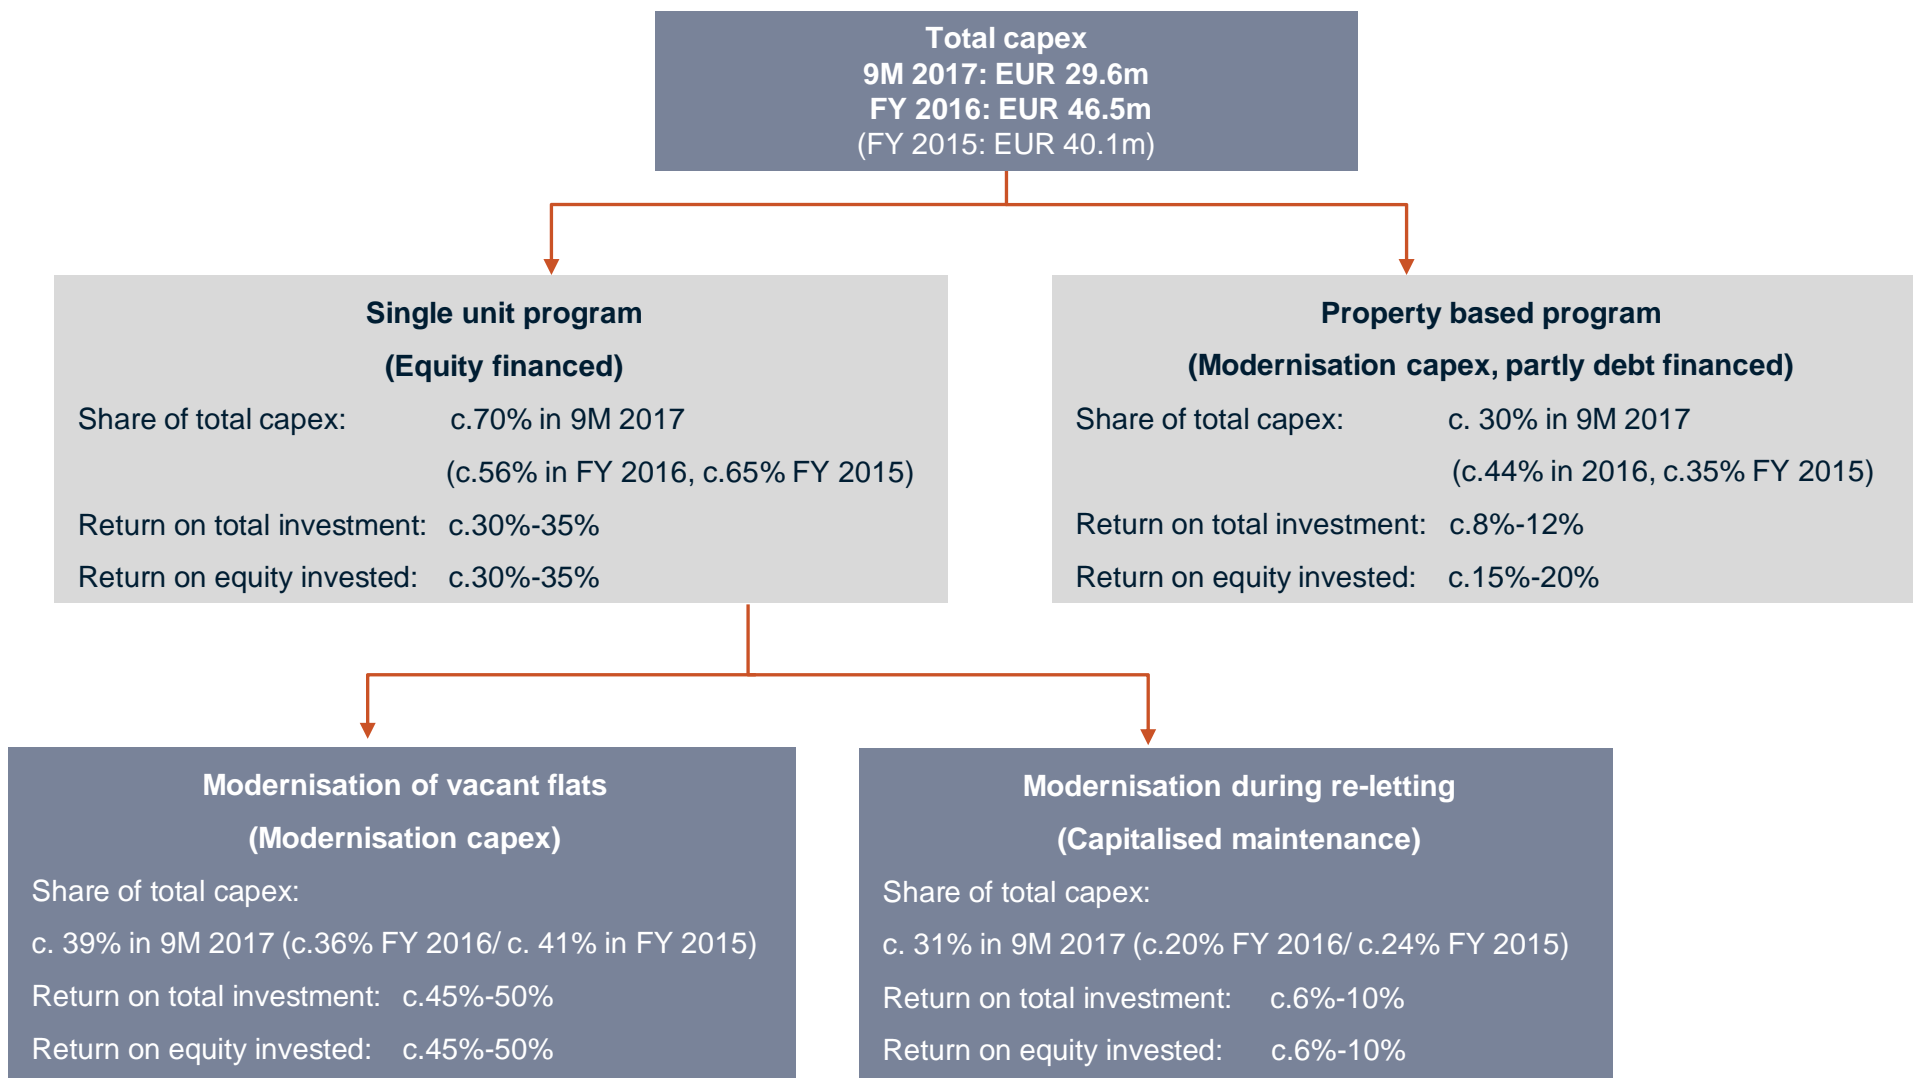 Total capex
9M 2017: EUR 29.6m
FY 2016: EUR 46.5m
(FY 2015: EUR 40.1m)
Single unit program
(Equity financed)
Share of total capex: c.70% in 9M 2017
(c.56% in FY 2016, c.65% FY 2015)
Return on total investment: c.30%-35%
Return on equity invested: c.30%-35%
Property based program
(Modernisation capex, partly debt financed)
Share of total capex: c. 30% in 9M 2017
(c.44% in 2016, c.35% FY 2015)
Return on total investment: c.8%-12%
Return on equity invested: c.15%-20%
Modernisation of vacant flats
(Modernisation capex)
Share of total capex:
c. 39% in 9M 2017 (c.36% FY 2016/ c. 41% in FY 2015)
Return on total investment: c.45%-50%
Return on equity invested: c.45%-50%
Modernisation during re-letting
(Capitalised maintenance)
Share of total capex:
c. 31% in 9M 2017 (c.20% FY 2016/ c.24% FY 2015)
Return on total investment: c.6%-10%
Return on equity invested: c.6%-10%